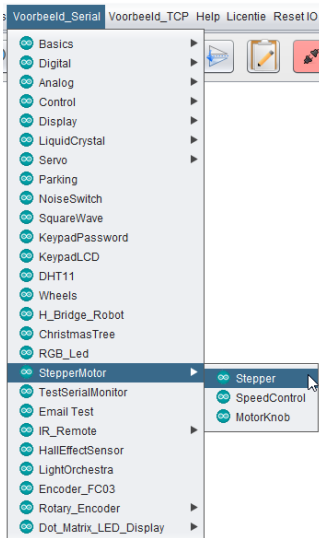 Voorbeeld_Serial Voorbeeld_TCP Help Licentie Reset IO
Basics
Digital
Analog
Control
Display
LiquidCrystal
Servo
Parking
NoiseSwitch
SquareWave
KeypadPassword
KeypadLCD
DHT11
Wheels
H_Bridge_Robot
ChristmasTree
RGB_Led
StepperMotor
Stepper
TestSerialMonitor
SpeedControl
Email Test
MotorKnob
IR_Remote
HallEffectSensor
LightOrchestra
Encoder_FC03
Rotary_Encoder
Dot_Matrix_LED_Display